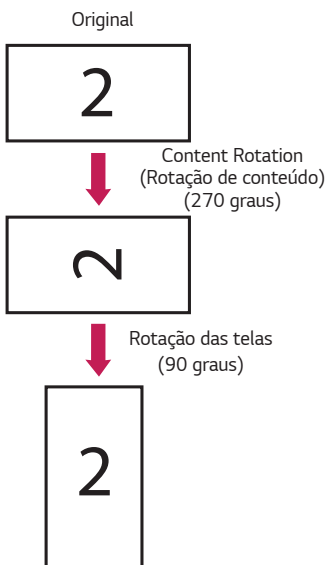 Original
2
Content Rotation
(Rotação de conteúdo)
(270 graus)
2
Rotação das telas
(90 graus)
2